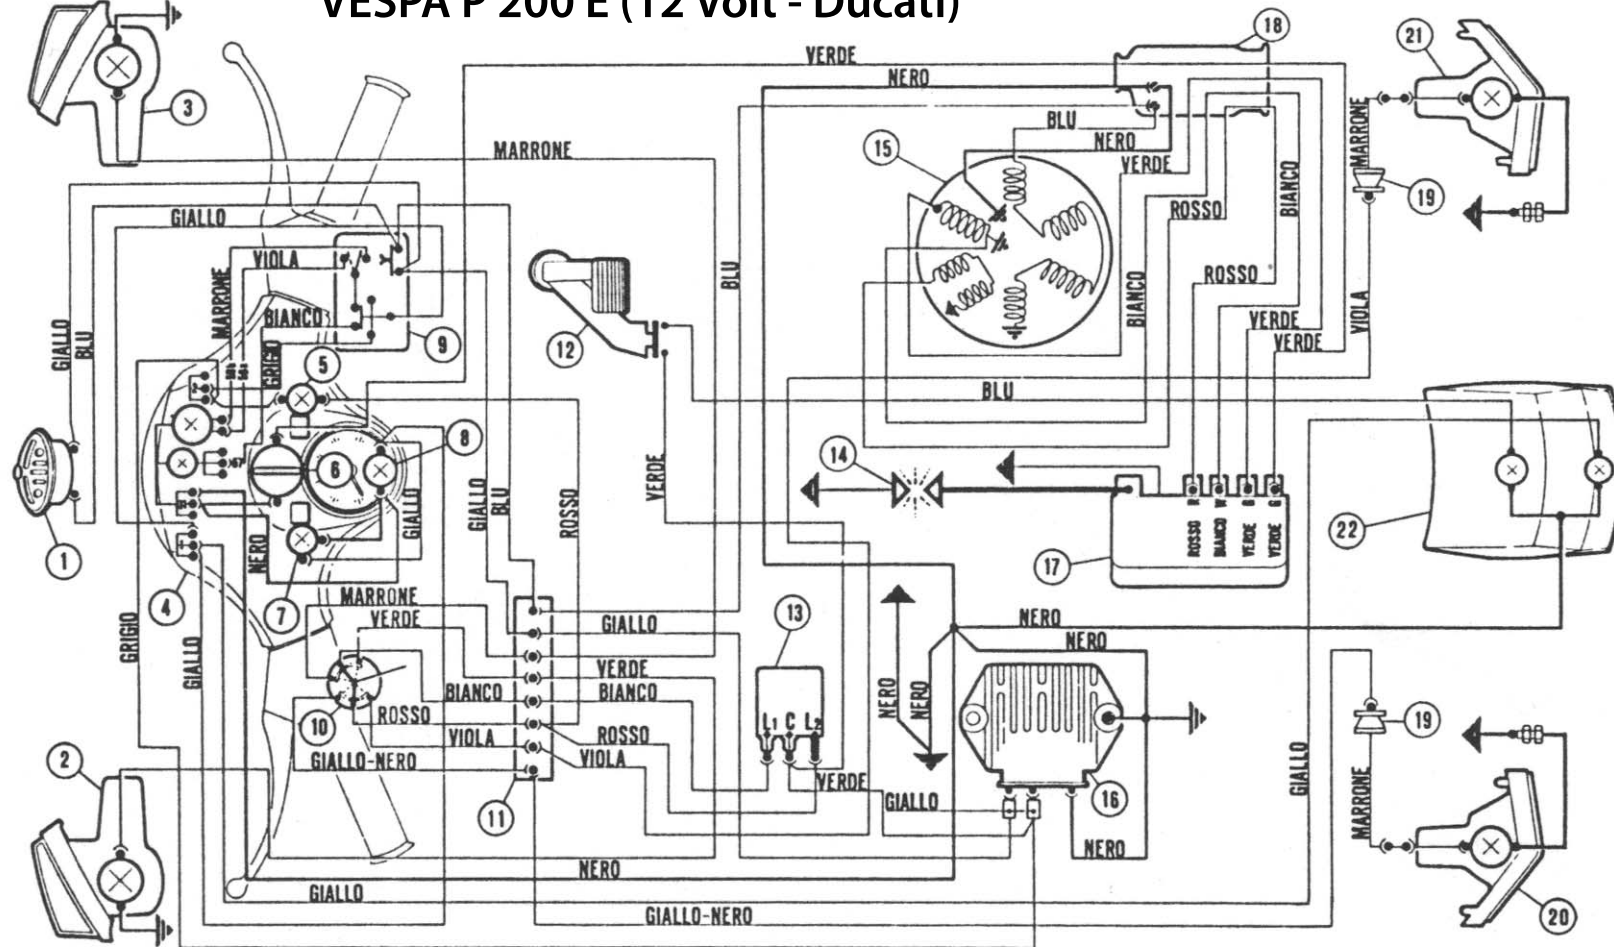 VESPA P 200 E (12 Volt - Ducati)
VERDE
NERO
18
21
3
MARRONE
BLU
NERO
15
VERDE
MARRONE
19
GIALLO
ROSSO
BIANCO
VIOLA
MARRONE
BLU
ROSSO
BIANCO
VIOLA
GIALLO
BLU
BIANCO
GRIGIO
9
12
VERDE
VERDE
5
BLU
8
6
14
VERDE
GIALLO
GIALLO
BLU
ROSSO
22
1
NERO
17
ROSSO
BIANCO
VERDE
VERDE
R
W
G
4
7
MARRONE
13
VERDE
GIALLO
NERO
NERO
GRIGIO
GIALLO
VERDE
BIANCO
BIANCO
NERO
NERO
10
ROSSO
L1 C L2
19
VIOLA
ROSSO
2
GIALLO-NERO
VIOLA
VERDE
GIALLO
11
GIALLO
16
MARRONE
NERO
NERO
GIALLO
GIALLO-NERO
20